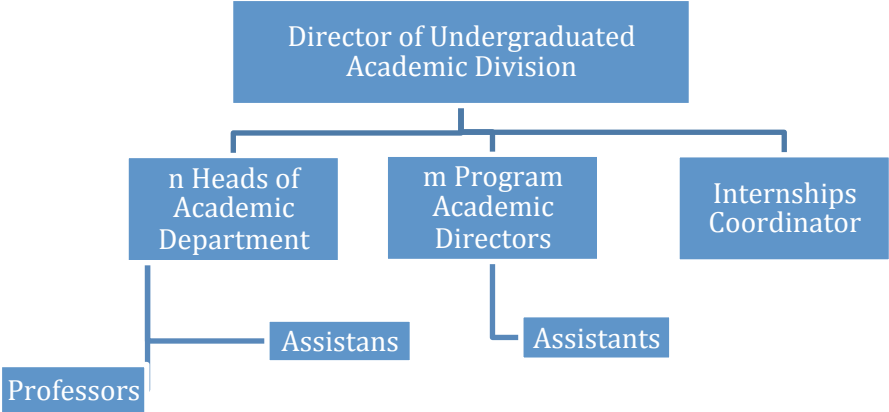 Director of Undergraduated
Academic Division
n Heads of
Academic
Department
m Program
Academic
Directors
Internships
Coordinator
Assistans
Assistants
Professors